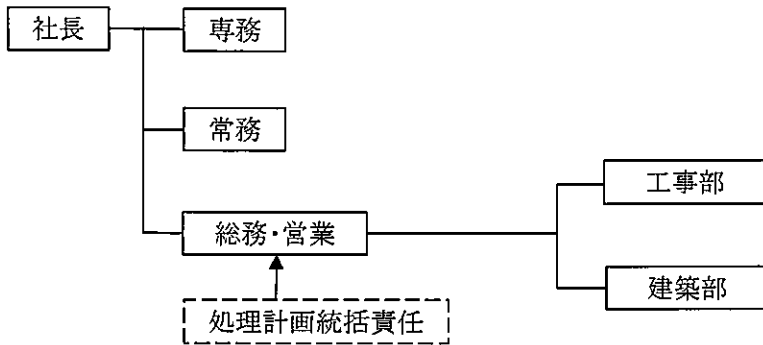 社長
専務
常務
総務・営業
処理計画統括責任
工事部
建築部